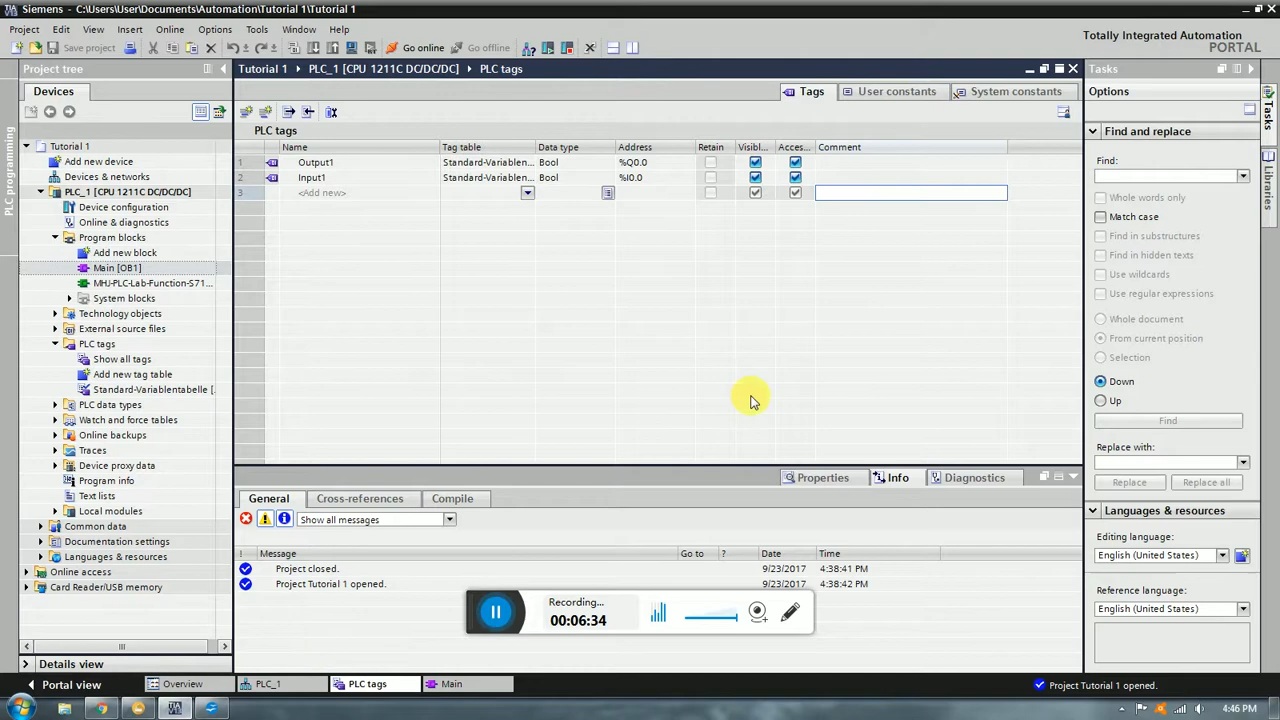 Siemens - C:\Users\User\Documents\Automation\Tutorial 1\Tutorial 1
Project Edit View Insert Online Options Tools Window Help
Totally Integrated Automation
PORTAL
Save project Go online Go offline
Project tree
Tutorial 1 PLC_1 [CPU 1211C DC/DC/DC] PLC tags
Tasks
Devices
Tags User constants System constants
Options
PLC tags
Find and replace
Name Tag table Data type Address Retain Visibl... Acces... Comment
1 Output1 Standard-Variablen... Bool %Q0.0
2 Input1 Standard-Variablen... Bool %I0.0
3 <Add new>
Tutorial 1
Add new device
Devices & networks
PLC_1 [CPU 1211C DC/DC/DC]
Device configuration
Online & diagnostics
Program blocks
Add new block
Main [OB1]
MHJ-PLC-Lab-Function-S71...
System blocks
Technology objects
External source files
PLC tags
Show all tags
Add new tag table
Standard-Variablentabelle [
PLC data types
Watch and force tables
Online backups
Traces
Device proxy data
Program info
Text lists
Local modules
Common data
Documentation settings
Languages & resources
Online access
Card Reader/USB memory
Details view
PLC programming
Find:
Whole words only
Match case
Find in substructures
Find in hidden texts
Use wildcards
Use regular expressions
Whole document
From current position
Selection
Down
Up
Find
Replace with:
Replace Replace all
Languages & resources
Editing language:
English (United States)
Reference language:
English (United States)
Tasks
Libraries
Properties Info Diagnostics
General Cross-references Compile
Show all messages
! Message Go to ? Date Time
Project closed. 9/23/2017 4:38:41 PM
Project Tutorial 1 opened. 9/23/2017 4:38:42 PM
Recording...
00:06:34
Portal view Overview PLC_1 PLC tags Main
Project Tutorial 1 opened.
4:46 PM